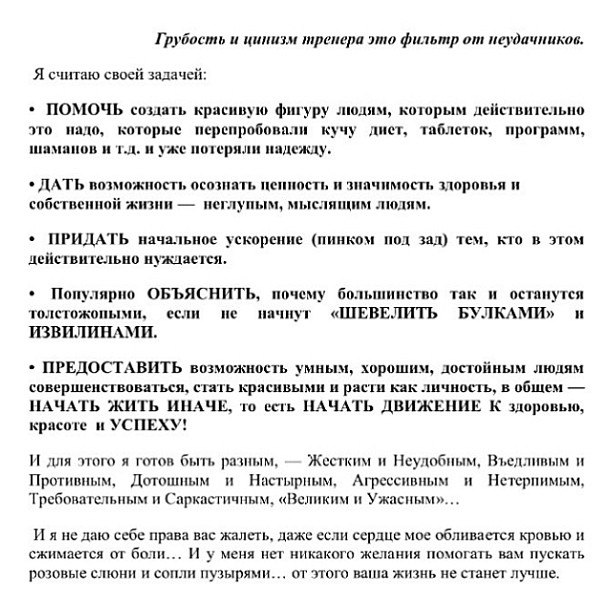 Грубость и цинизм тренера это фильтр от неудачников.
Я считаю своей задачей:
• ПОМОЧЬ создать красивую фигуру людям, которым действительно
это надо, которые перепробовали кучу диет, таблеток, программ,
шаманов и т.д. и уже потеряли надежду.
• ДАТЬ возможность осознать ценность и значимость здоровья и
собственной жизни — неглупым, мыслящим людям.
• ПРИДАТЬ начальное ускорение (пинком под зад) тем, кто в этом
действительно нуждается.
• Популярно ОБЪЯСНИТЬ, почему большинство так и останутся
толстожопыми, если не начнут «ШЕВЕЛИТЬ БУЛКАМИ» и
ИЗВИЛИНАМИ.
• ПРЕДОСТАВИТЬ возможность умным, хорошим, достойным людям
совершенствоваться, стать красивыми и расти как личность, в общем —
НАЧАТЬ ЖИТЬ ИНАЧЕ, то есть НАЧАТЬ ДВИЖЕНИЕ К здоровью,
красоте и УСПЕХУ!
И для этого я готов быть разным, — Жестким и Неудобным, Въедливым и
Противным, Дотошным и Настырным, Агрессивным и Нетерпимым,
Требовательным и Саркастичным, «Великим и Ужасным»…
И я не даю себе права вас жалеть, даже если сердце мое обливается кровью и
сжимается от боли… И у меня нет никакого желания помогать вам пускать
розовые слюни и сопли пузырями… от этого ваша жизнь не станет лучше.